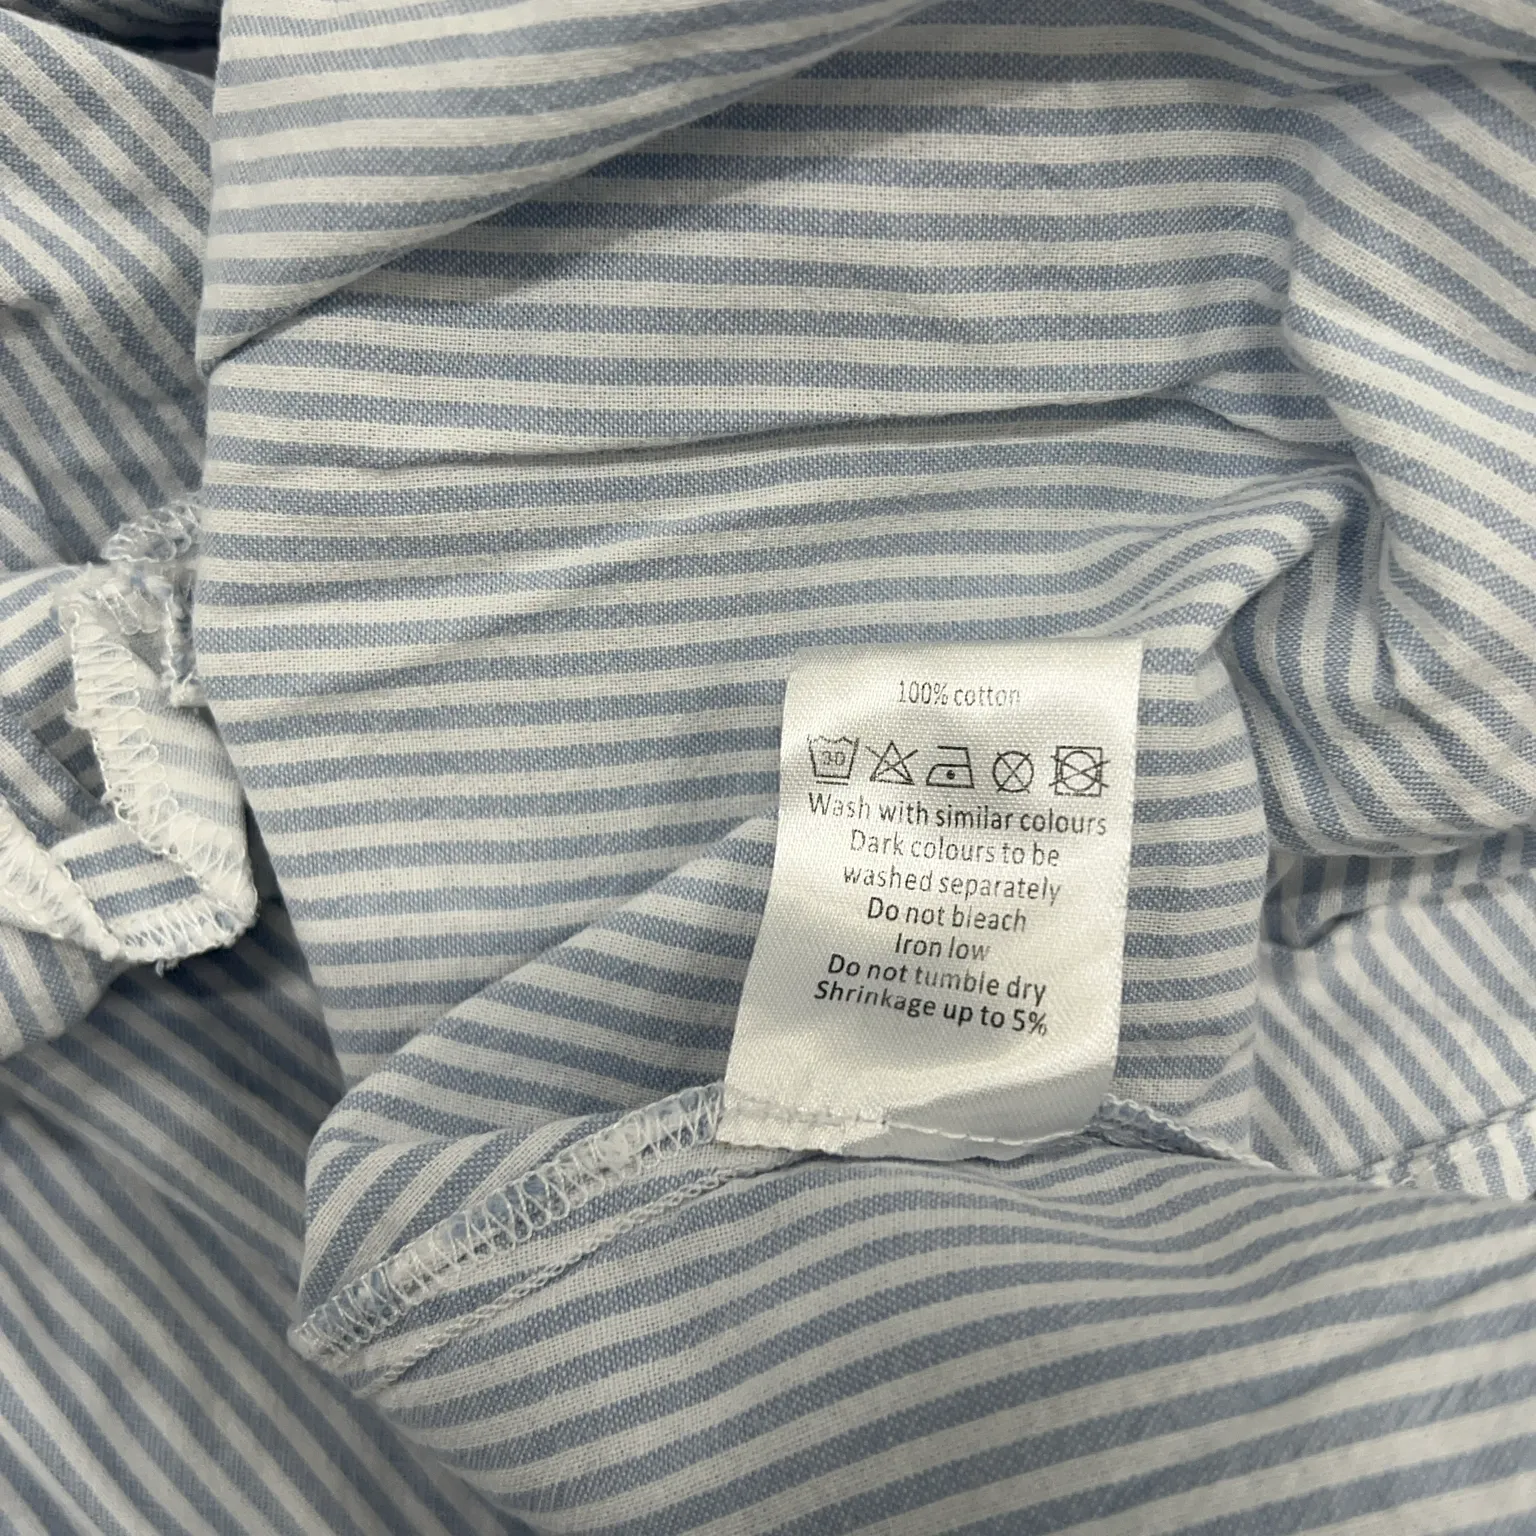 100% cotton
30
Wash with similar colours
Dark colours to be
washed separately
Do not bleach
Iron low
Do not tumble dry
Shrinkage up to 5%